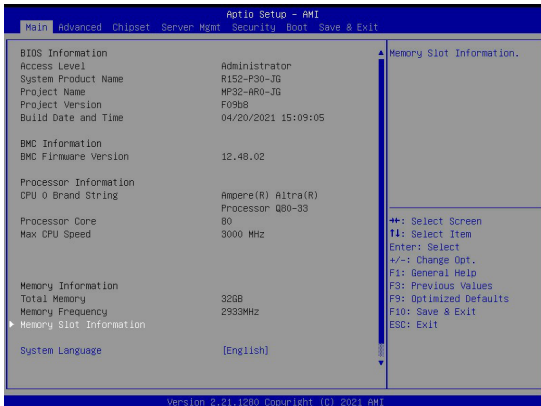 Aptio Setup - AMI
Main Advanced Chipset Server Mgmt Security Boot Save & Exit
BIOS Information
Access Level Administrator
System Product Name R152-P30-JG
Project Name MP32-AR0-JG
Project Version F09b8
Build Date and Time 04/20/2021 15:09:05
BMC Information
BMC Firmware Version 12.48.02
Processor Information
CPU 0 Brand String Ampere(R) Altra(R)
Processor Q80-33
Processor Core 80
Max CPU Speed 3000 MHz
Memory Information
Total Memory 32GB
Memory Frequency 2933MHz
Memory Slot Information
System Language [English]
Memory Slot Information.
→←: Select Screen
↑↓: Select Item
Enter: Select
+/-: Change Opt.
F1: General Help
F3: Previous Values
F9: Optimized Defaults
F10: Save & Exit
ESC: Exit
Version 2.21.1280 Copyright (C) 2021 AMI